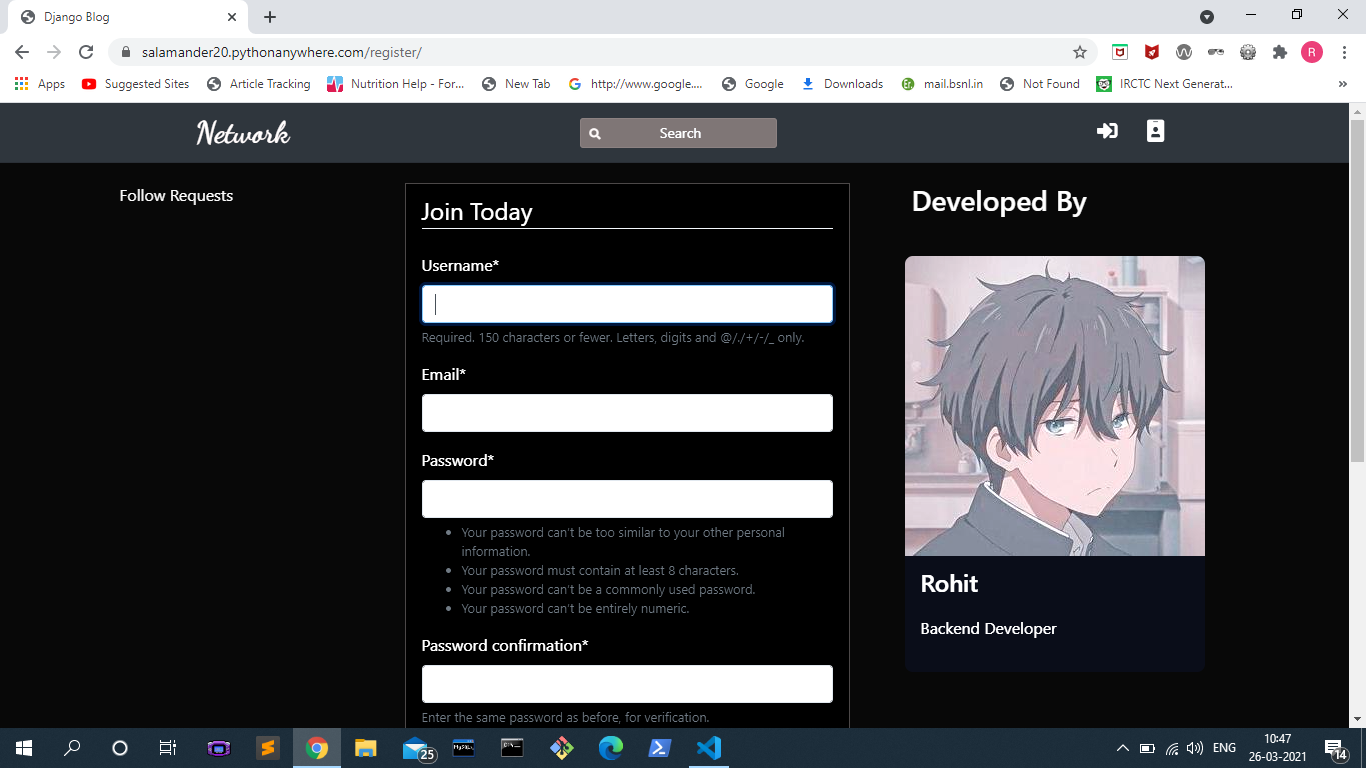 Django Blog
salamander20.pythonanywhere.com/register/
R
Apps
Suggested Sites
Article Tracking
Nutrition Help - For...
New Tab
http://www.google....
Google
Downloads
mail.bsnl.in
Not Found
IRCTC Next Generat...
»
Network
Search
Follow Requests
Join Today
Username*
Required. 150 characters or fewer. Letters, digits and @/./+/-/_ only.
Email*
Password*
Your password can't be too similar to your other personal
information.
Your password must contain at least 8 characters.
Your password can't be a commonly used password.
Your password can't be entirely numeric.
Password confirmation*
Enter the same password as before, for verification.
Developed By
Rohit
Backend Developer
25
ENG
10:47
26-03-2021
14